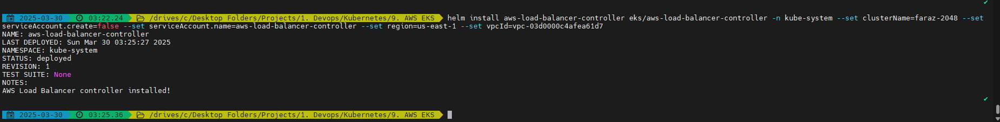 2025-03-30 03:22.24 /drives/c/Desktop Folders/Projects/1. Devops/Kubernetes/9. AWS EKS helm install aws-load-balancer-controller eks/aws-load-balancer-controller -n kube-system --set clusterName=faraz-2048 --set
serviceAccount.create=false --set serviceAccount.name=aws-load-balancer-controller --set region=us-east-1 --set vpcId=vpc-03d0000c4afea61d7
NAME: aws-load-balancer-controller
LAST DEPLOYED: Sun Mar 30 03:25:27 2025
NAMESPACE: kube-system
STATUS: deployed
REVISION: 1
TEST SUITE: None
NOTES:
AWS Load Balancer controller installed!
2025-03-30 03:25.36 /drives/c/Desktop Folders/Projects/1. Devops/Kubernetes/9. AWS EKS